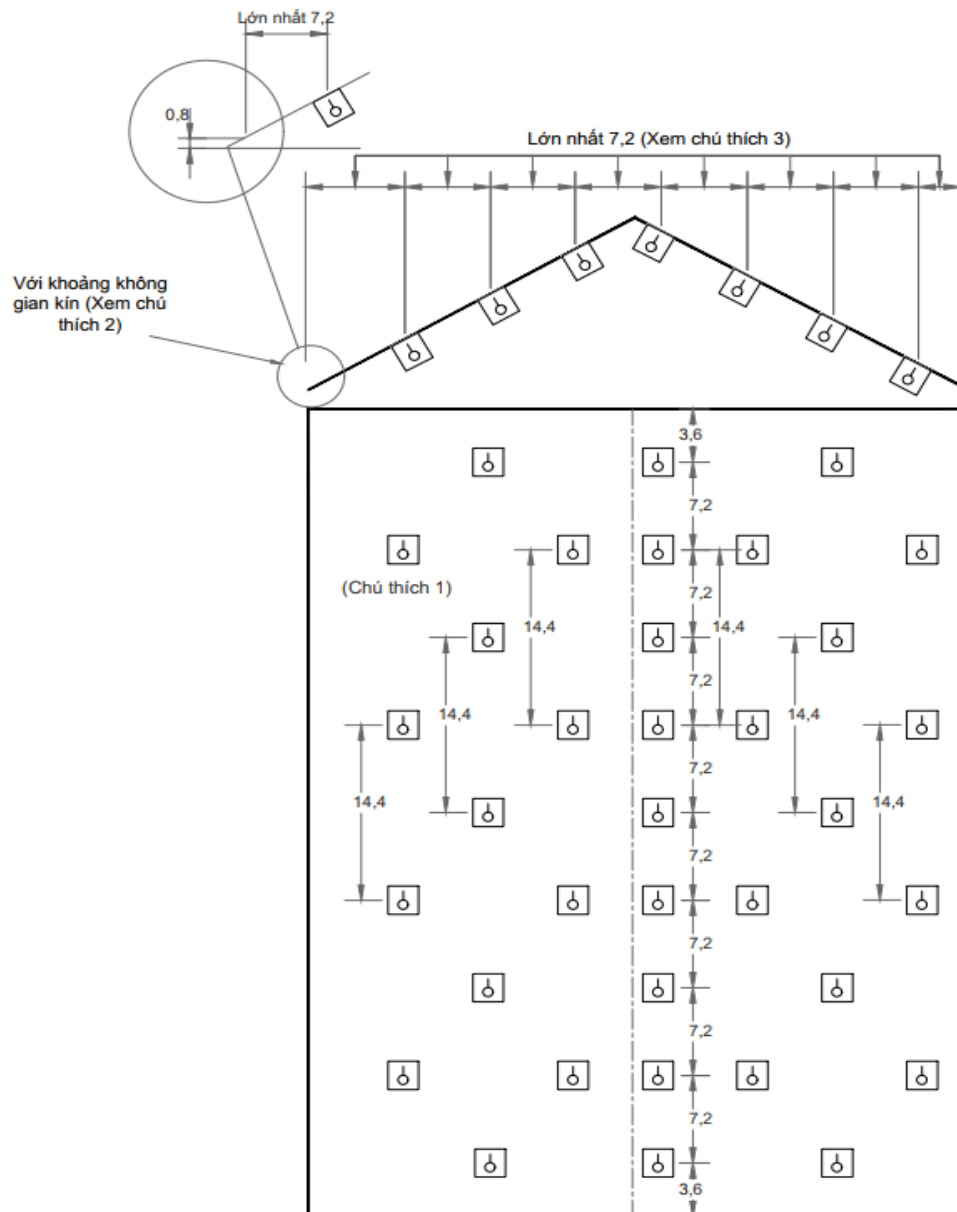 Lớn nhất 7,2
0,8
Lớn nhất 7,2 (Xem chú thích 3)
Với khoảng không
gian kín (Xem chú
thích 2)
3,6
7,2
(Chú thích 1)
7,2
14,4
14,4
7,2
14,4
14,4
7,2
14,4
14,4
7,2
7,2
7,2
7,2
3,6